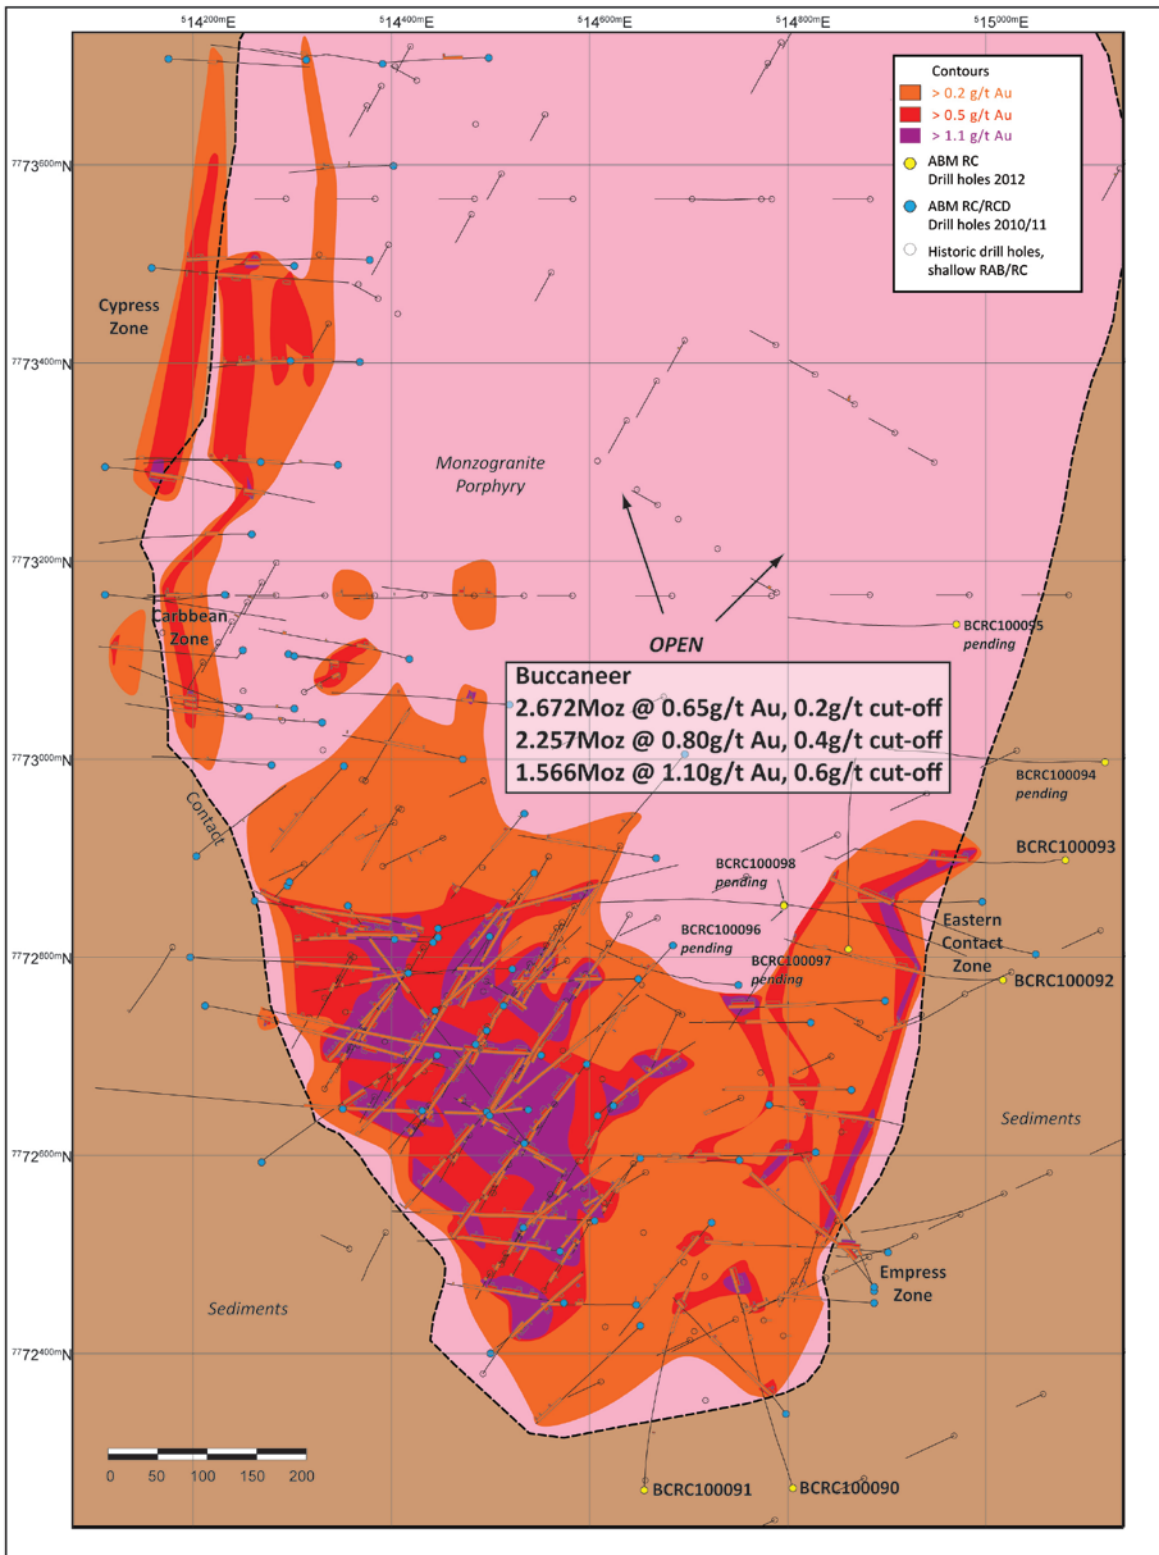 514200mE
514400mE
514600mE
514800mE
515000mE
Contours
> 0.2 g/t Au
> 0.5 g/t Au
> 1.1 g/t Au
ABM RC
Drill holes 2012
ABM RC/RCD
Drill holes 2010/11
Historic drill holes,
shallow RAB/RC
7773600mN
Cypress
Zone
7773400mN
Monzogranite
Porphyry
7773200mN
Carbbean
Zone
OPEN
BCRC100095
pending
Buccaneer
2.672Moz @ 0.65g/t Au, 0.2g/t cut-off
2.257Moz @ 0.80g/t Au, 0.4g/t cut-off
1.566Moz @ 1.10g/t Au, 0.6g/t cut-off
7773000mN
BCRC100094
pending
Contact
BCRC100093
BCRC100098
pending
Eastern
Contact
Zone
BCRC100096
pending
BCRC100097
pending
7772800mN
BCRC100092
Sediments
7772600mN
Empress
Zone
Sediments
7772400mN
0 50 100 150 200
BCRC100091
BCRC100090